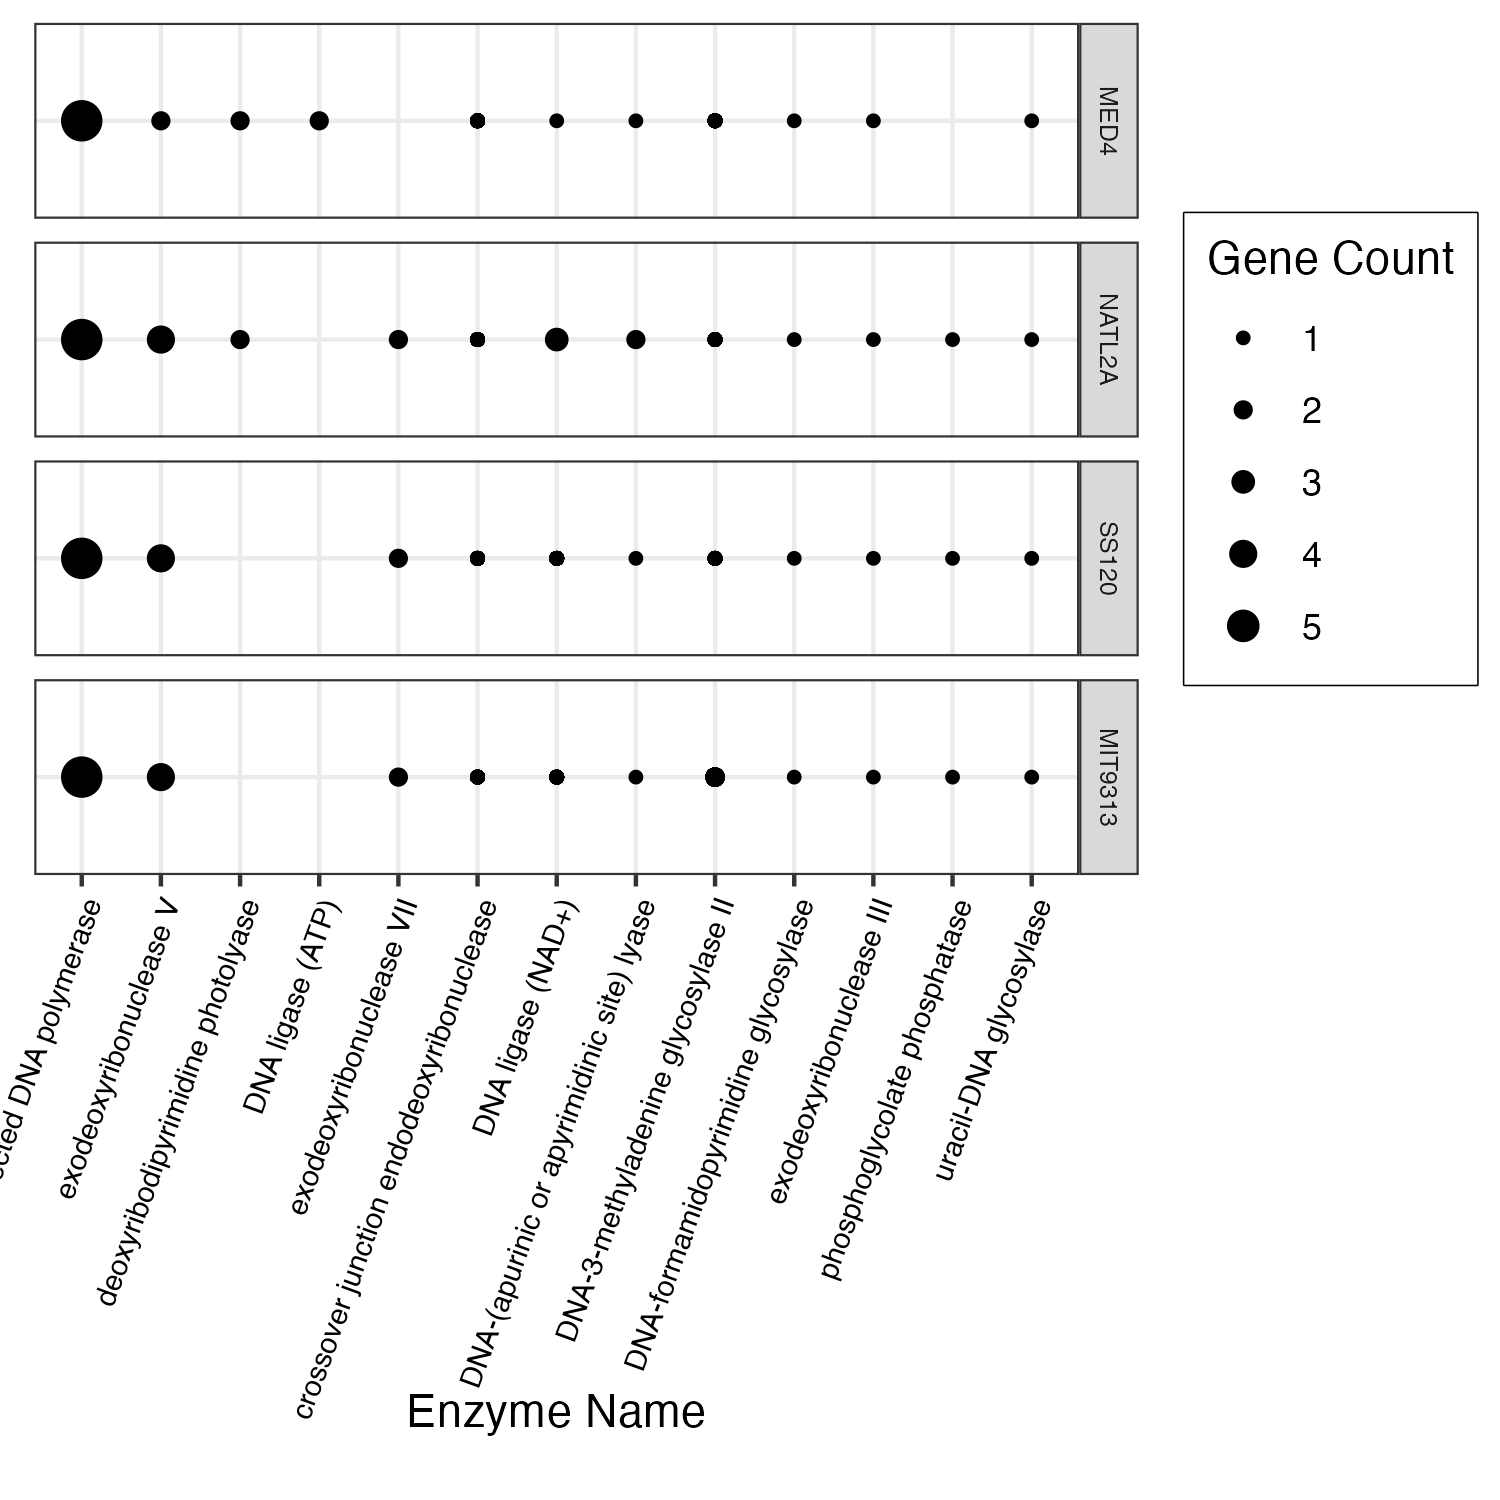 MED4
NATL2A
SS120
MIT9313
Gene Count
1
2
3
4
5
DNA polymerase
exodeoxyribonuclease V
deoxyribodipyrimidine photolyase
DNA ligase (ATP)
exodeoxyribonuclease VII
crossover junction endodeoxyribonuclease
DNA ligase (NAD+)
DNA-(apurinic or apyrimidinic site) lyase
DNA-3-methyladenine glycosylase II
DNA-formamidopyrimidine glycosylase
exodeoxyribonuclease III
phosphoglycolate phosphatase
uracil-DNA glycosylase
Enzyme Name